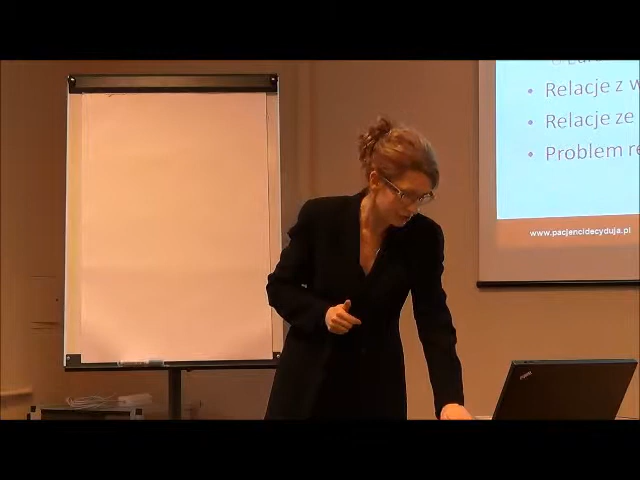 Relacje z w
Relacje ze
Problem re
www.pacjencidecyduja.pl